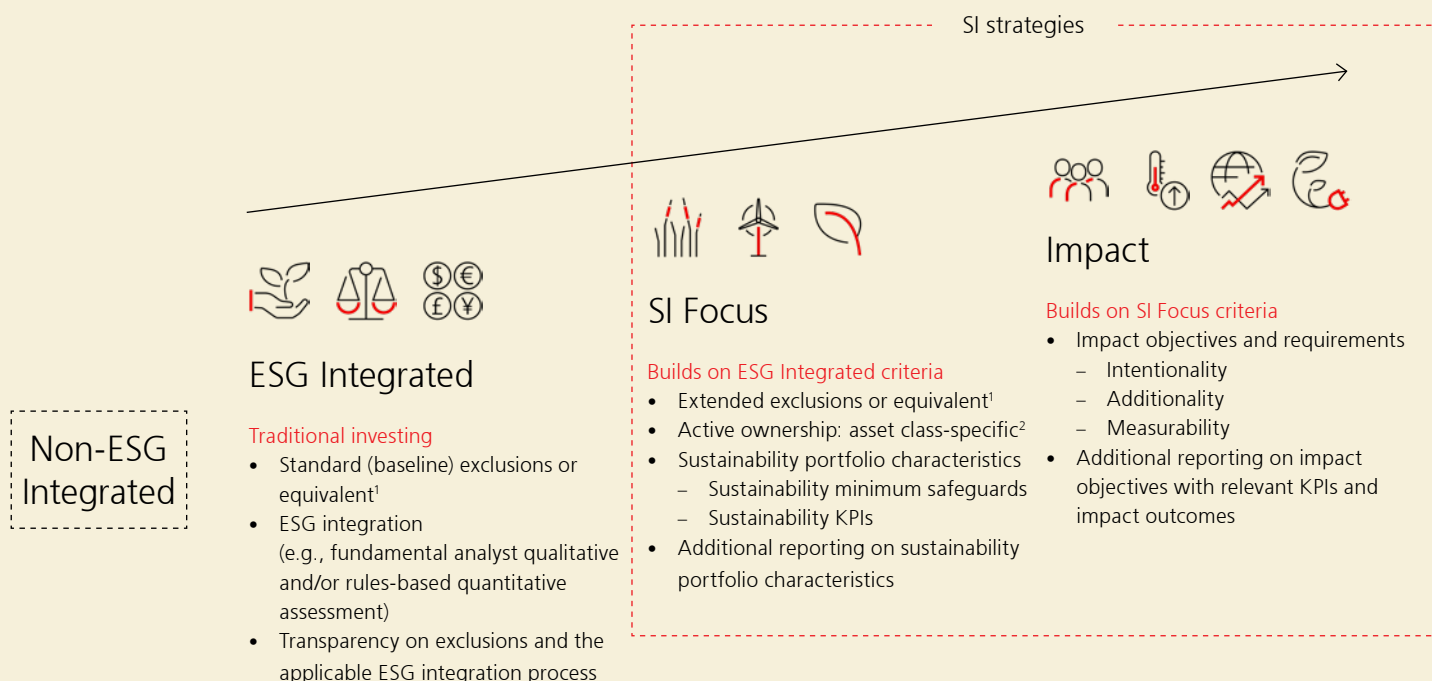 SI strategies
Non-ESG
Integrated
ESG Integrated
Traditional investing
• Standard (baseline) exclusions or
equivalent¹
• ESG integration
(e.g., fundamental analyst qualitative
and/or rules-based quantitative
assessment)
• Transparency on exclusions and the
applicable ESG integration process
SI Focus
Builds on ESG Integrated criteria
• Extended exclusions or equivalent¹
• Active ownership: asset class-specific²
• Sustainability portfolio characteristics
– Sustainability minimum safeguards
– Sustainability KPIs
• Additional reporting on sustainability
portfolio characteristics
Impact
Builds on SI Focus criteria
• Impact objectives and requirements
– Intentionality
– Additionality
– Measurability
• Additional reporting on impact
objectives with relevant KPIs and
impact outcomes